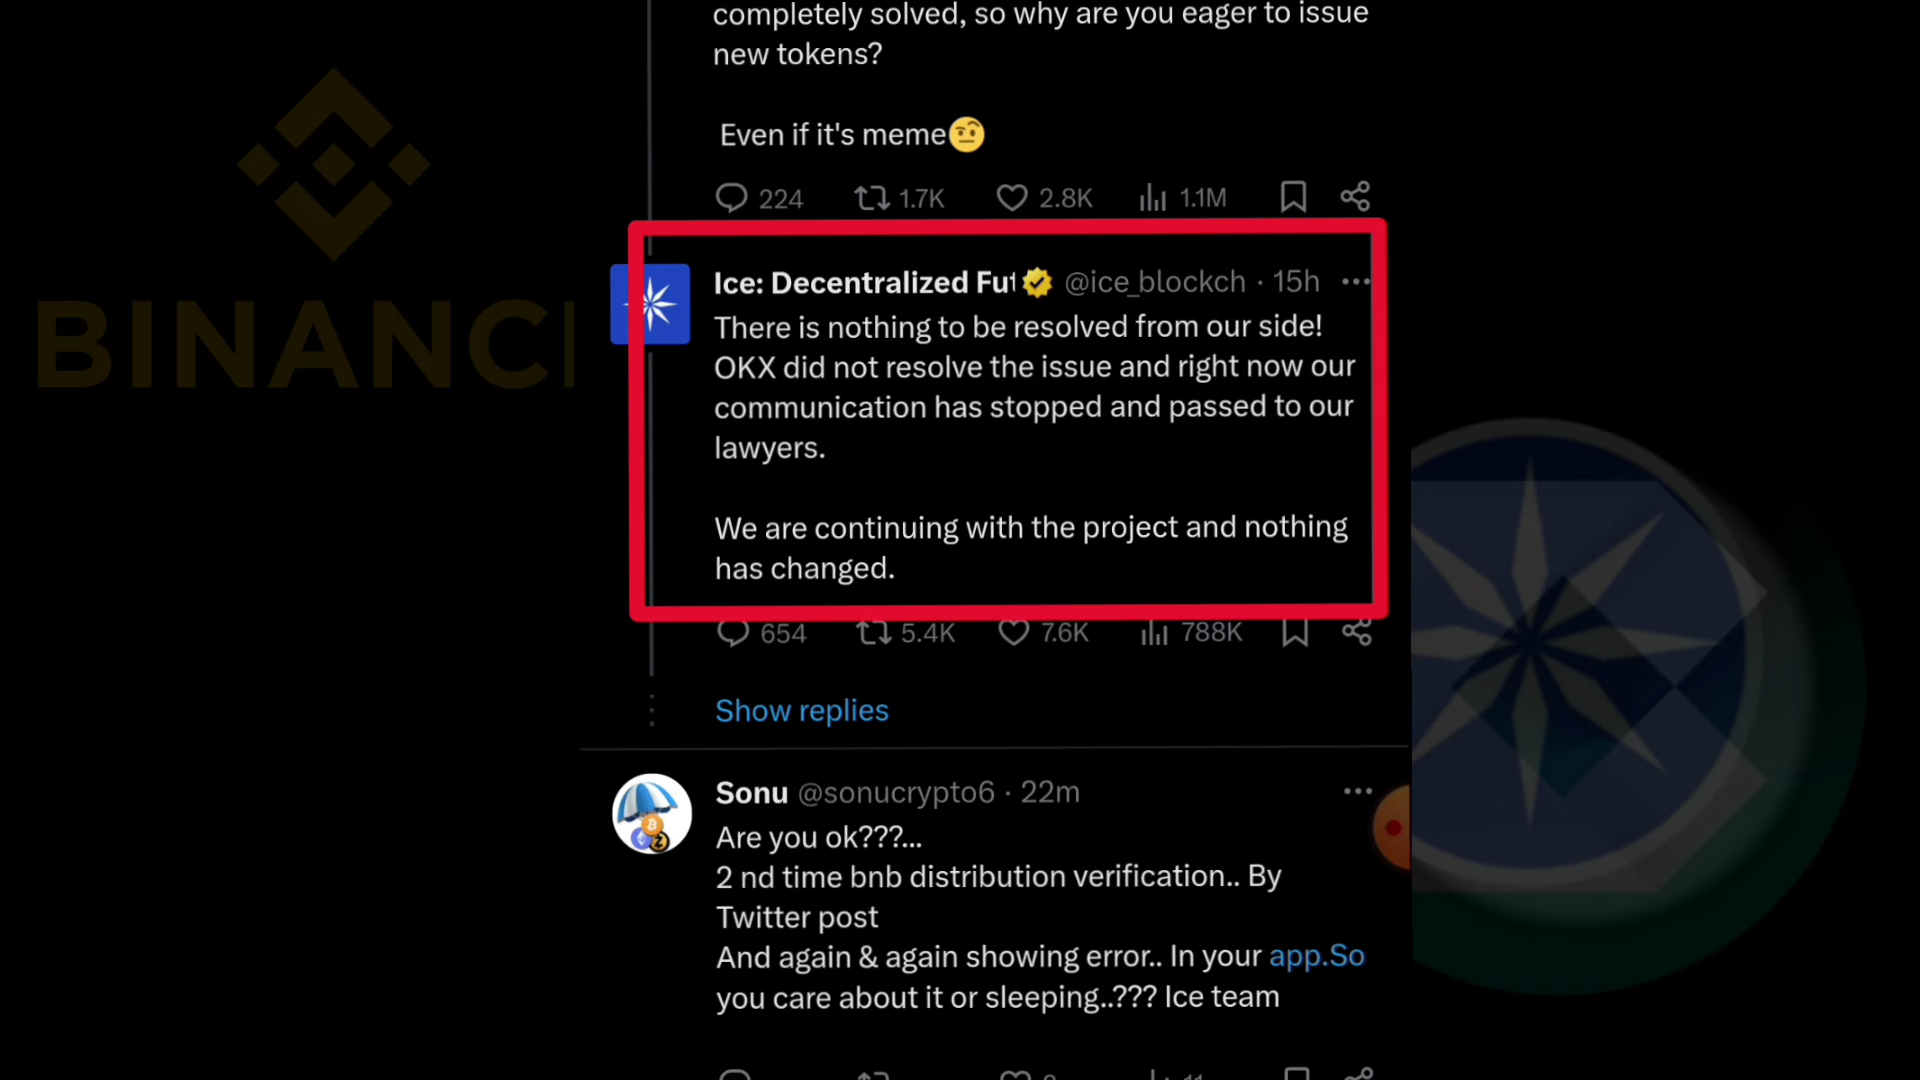 completely solved, so why are you eager to issue
new tokens?
Even if it's meme🤨
224 1.7K 2.8K 1.1M
BINANC
Ice: Decentralized Fut @ice_blockch · 15h
There is nothing to be resolved from our side!
OKX did not resolve the issue and right now our
communication has stopped and passed to our
lawyers.
We are continuing with the project and nothing
has changed.
654 5.4K 7.6K 788K
Show replies
Sonu @sonucrypto6 · 22m
Are you ok???...
2 nd time bnb distribution verification.. By
Twitter post
And again & again showing error.. In your app.So
you care about it or sleeping..??? Ice team